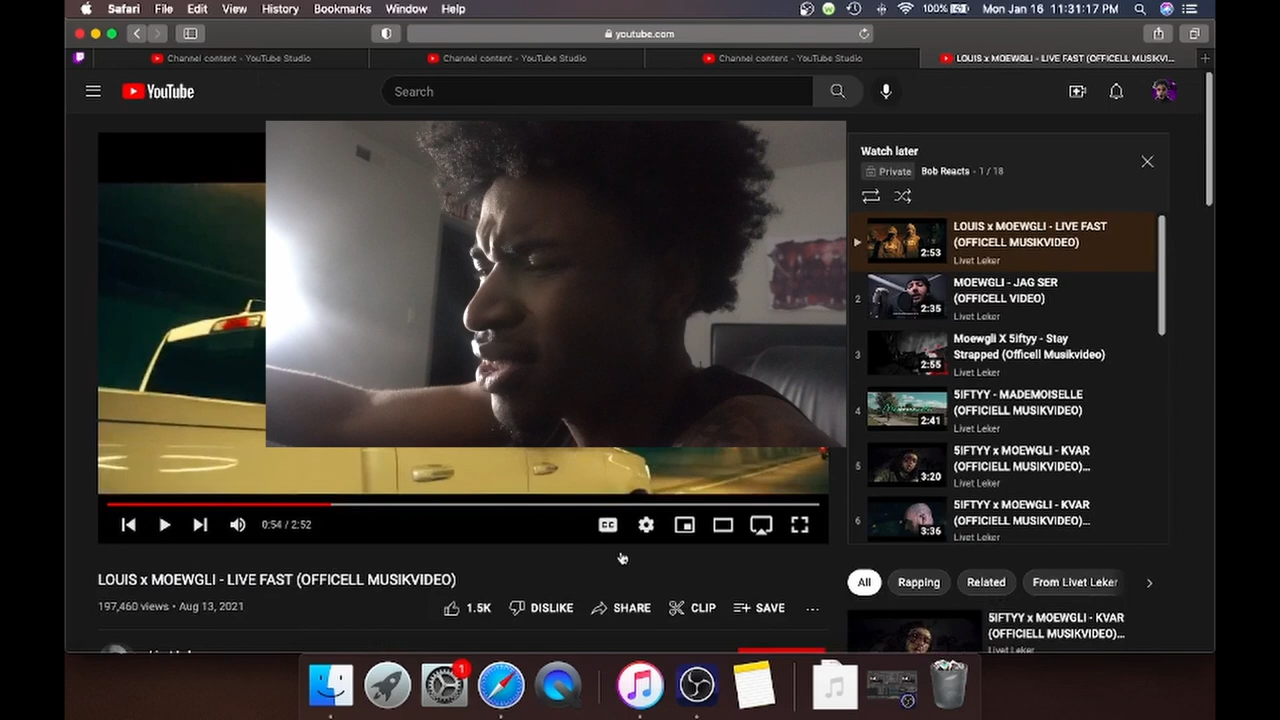 Safari File Edit View History Bookmarks Window Help
100% Mon Jan 16 11:31:17 PM
youtube.com
Channel content - YouTube Studio
Channel content - YouTube Studio
Channel content - YouTube Studio
LOUIS x MOEWGLI - LIVE FAST (OFFICELL MUSIKVI...
YouTube
Search
Watch later
Private Bob Reacts - 1 / 18
LOUIS x MOEWGLI - LIVE FAST
(OFFICELL MUSIKVIDEO)
Livet Leker
2:53
2
MOEWGLI - JAG SER
(OFFICELL VIDEO)
Livet Leker
2:35
3
Moewgli X 5iftyy - Stay
Strapped (Officell Musikvideo)
Livet Leker
2:55
4
5IFTYY - MADEMOISELLE
(OFFICIELL MUSIKVIDEO)
Livet Leker
2:41
5
5IFTYY x MOEWGLI - KVAR
(OFFICIELL MUSIKVIDEO)...
Livet Leker
3:20
6
5IFTYY x MOEWGLI - KVAR
(OFFICIELL MUSIKVIDEO)...
Livet Leker
3:36
0:54 / 2:52
CC
LOUIS x MOEWGLI - LIVE FAST (OFFICELL MUSIKVIDEO)
197,460 views • Aug 13, 2021
1.5K DISLIKE SHARE CLIP SAVE ...
All Rapping Related From Livet Leker
5IFTYY x MOEWGLI - KVAR
(OFFICIELL MUSIKVIDEO)...
1